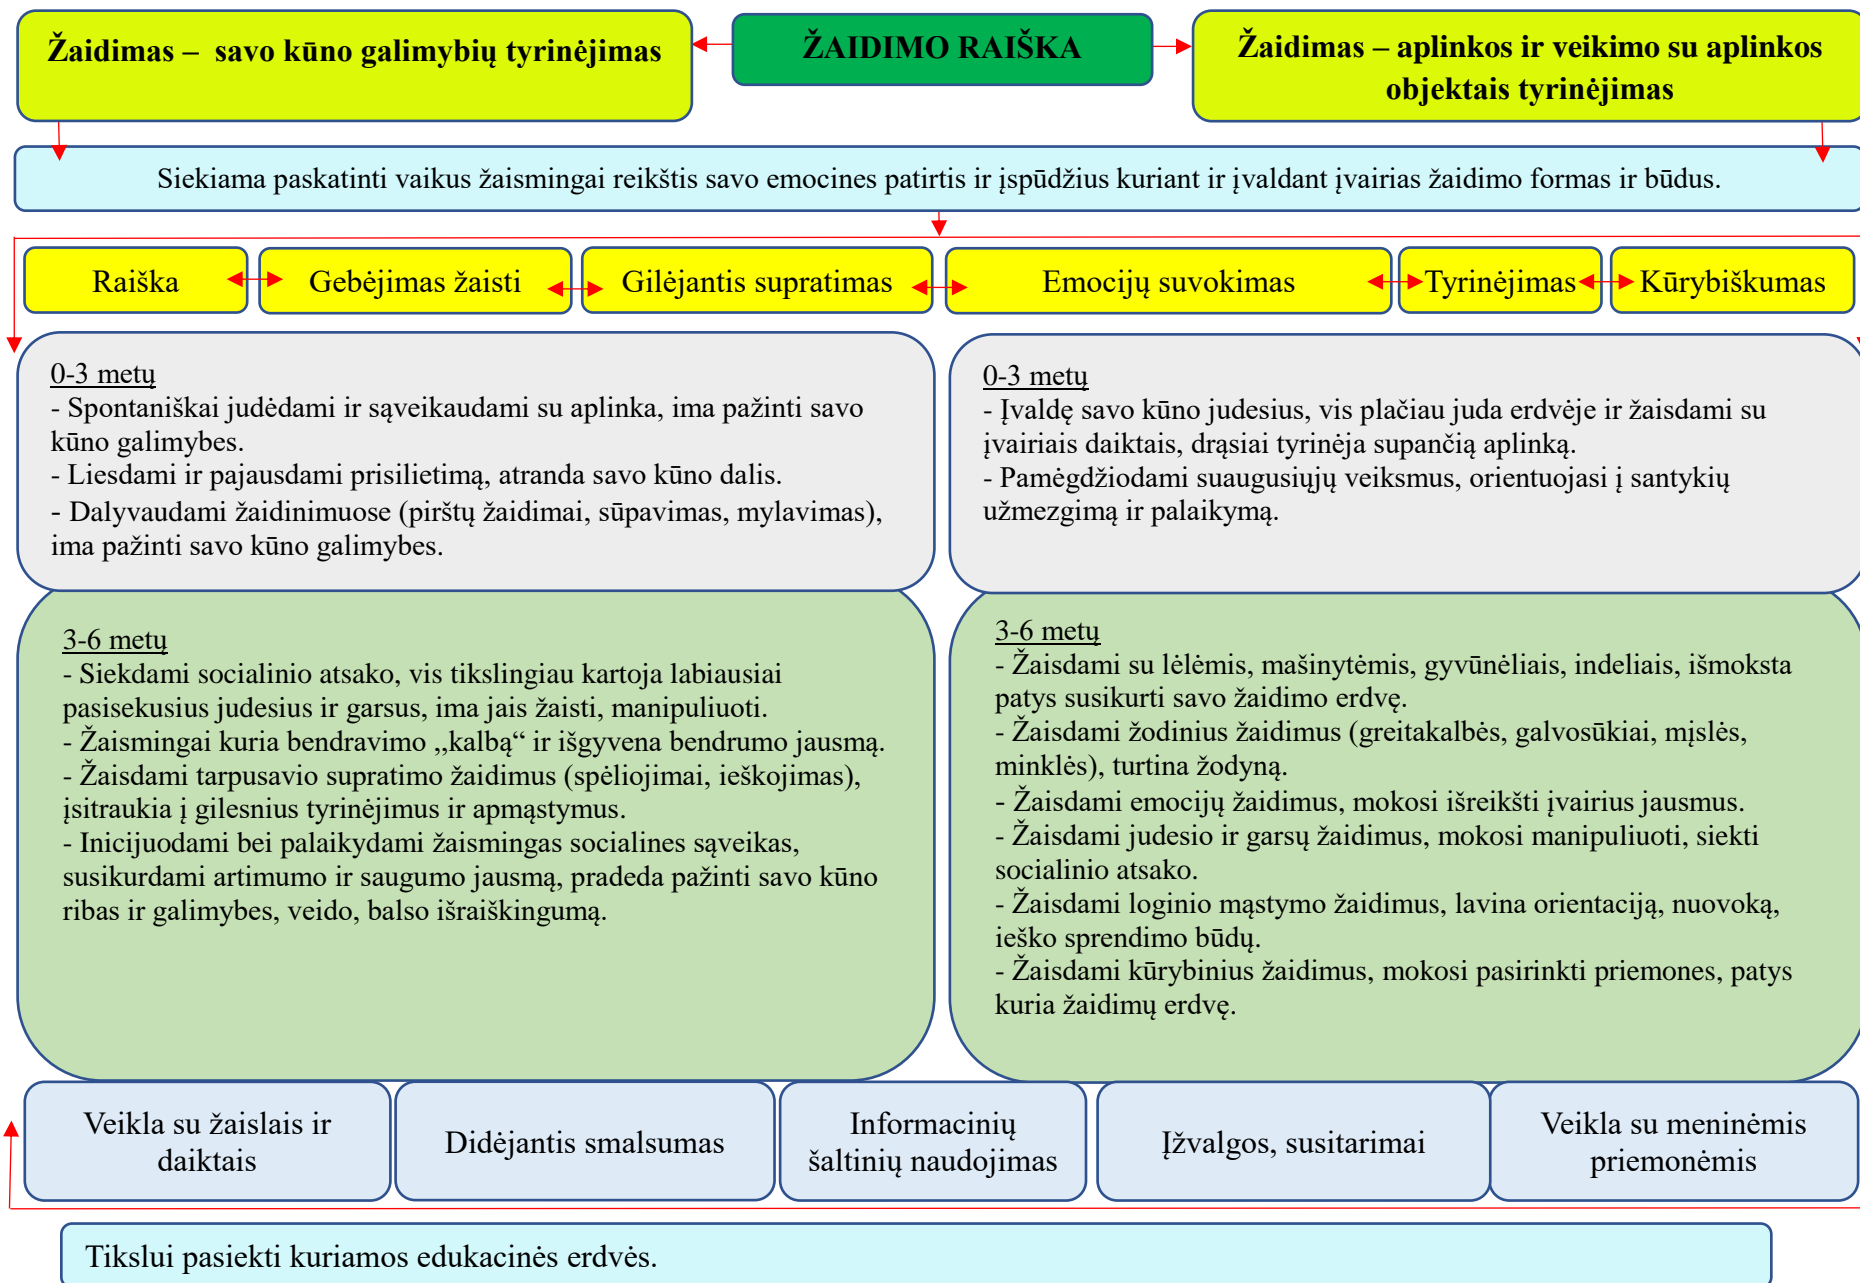 Žaidimas – savo kūno galimybių tyrinėjimas
ŽAIDIMO RAIŠKA
Žaidimas – aplinkos ir veikimo su aplinkos
objektais tyrinėjimas
Siekiama paskatinti vaikus žaismingai reikštis savo emocines patirtis ir įspūdžius kuriant ir įvaldant įvairias žaidimo formas ir būdus.
Raiška
Gebėjimas žaisti
Gilėjantis supratimas
Emocijų suvokimas
Tyrinėjimas
Kūrybiškumas
0-3 metų
- Spontaniškai judėdami ir sąveikaudami su aplinka, ima pažinti savo
kūno galimybes.
- Liesdami ir pajausdami prisilietimą, atranda savo kūno dalis.
- Dalyvaudami žaidinimuose (pirštų žaidimai, sūpavimas, mylavimas),
ima pažinti savo kūno galimybes.
0-3 metų
- Įvaldę savo kūno judesius, vis plačiau juda erdvėje ir žaisdami su
įvairiais daiktais, drąsiai tyrinėja supančią aplinką.
- Pamėgdžiodami suaugusiųjų veiksmus, orientuojasi į santykių
užmezgimą ir palaikymą.
3-6 metų
- Siekdami socialinio atsako, vis tikslingiau kartoja labiausiai
pasisekusius judesius ir garsus, ima jais žaisti, manipuliuoti.
- Žaismingai kuria bendravimo „kalbą“ ir išgyvena bendrumo jausmą.
- Žaisdami tarpusavio supratimo žaidimus (spėliojimai, ieškojimas),
įsitraukia į gilesnius tyrinėjimus ir apmąstymus.
- Inicijuodami bei palaikydami žaismingas socialines sąveikas,
susikurdami artimumo ir saugumo jausmą, pradeda pažinti savo kūno
ribas ir galimybes, veido, balso išraiškingumą.
3-6 metų
- Žaisdami su lėlėmis, mašinytėmis, gyvūnėliais, indeliais, išmoksta
patys susikurti savo žaidimo erdvę.
- Žaisdami žodinius žaidimus (greitakalbės, galvosūkiai, mįslės,
minklės), turtina žodyną.
- Žaisdami emocijų žaidimus, mokosi išreikšti įvairius jausmus.
- Žaisdami judesio ir garsų žaidimus, mokosi manipuliuoti, siekti
socialinio atsako.
- Žaisdami loginio mąstymo žaidimus, lavina orientaciją, nuovoką,
ieško sprendimo būdų.
- Žaisdami kūrybinius žaidimus, mokosi pasirinkti priemones, patys
kuria žaidimų erdvę.
Veikla su žaislais ir
daiktais
Didėjantis smalsumas
Informacinių
šaltinių naudojimas
Įžvalgos, susitarimai
Veikla su meninėmis
priemonėmis
Tikslui pasiekti kuriamos edukacinės erdvės.